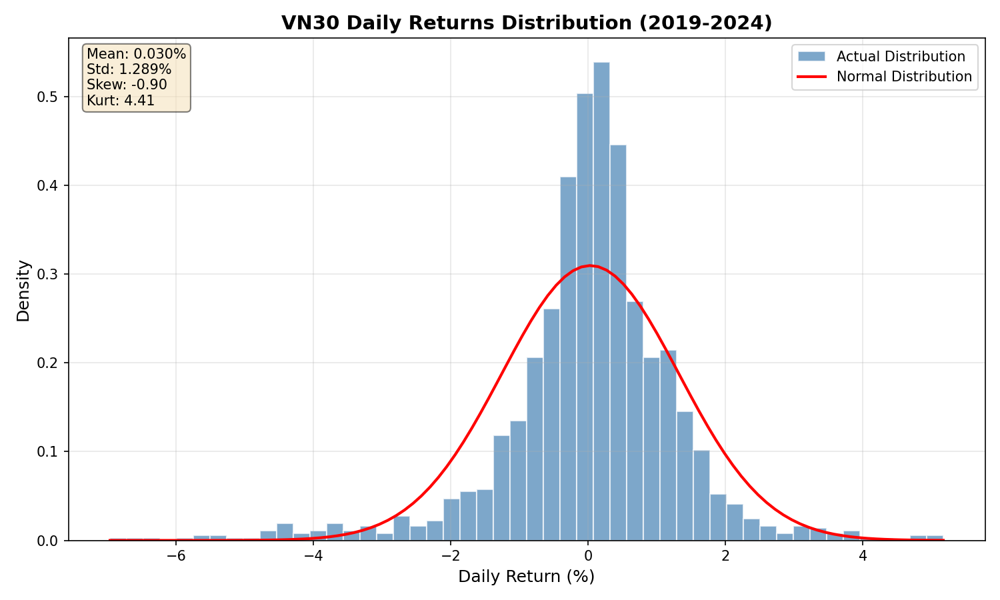 VN30 Daily Returns Distribution (2019-2024)
Mean: 0.030%
Std: 1.289%
Skew: -0.90
Kurt: 4.41
Actual Distribution
Normal Distribution
Density
0.5
0.4
0.3
0.2
0.1
0.0
−6
−4
−2
0
2
4
Daily Return (%)